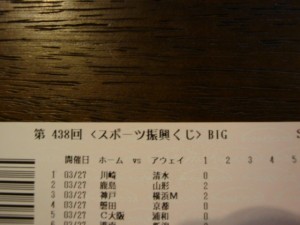 第 438回 <スポーツ振興くじ> BIG S
開催日 ホーム vs アウェイ 1 2 3 4 5
1 03/27 川崎 清水 0
2 03/27 鹿島 山形 2
3 03/27 神戸 横浜M 2
4 03/27 磐田 京都 0
5 03/27 C大阪 浦和 0